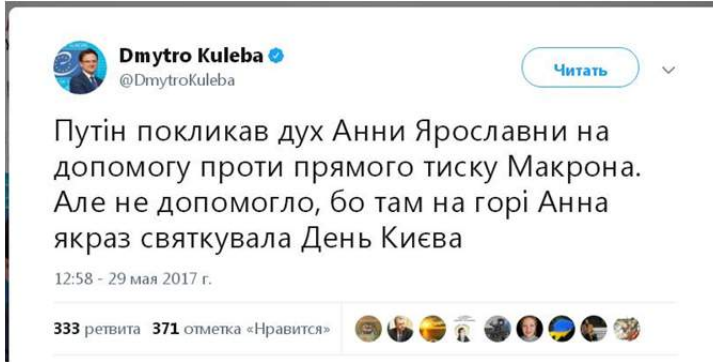 Dmytro Kuleba
@DmytroKuleba
Читать
Путін покликав дух Анни Ярославни на
допомогу проти прямого тиску Макрона.
Але не допомогло, бо там на горі Анна
якраз святкувала День Києва
12:58 - 29 мая 2017 г.
333 ретвита 371 отметка «Нравится»